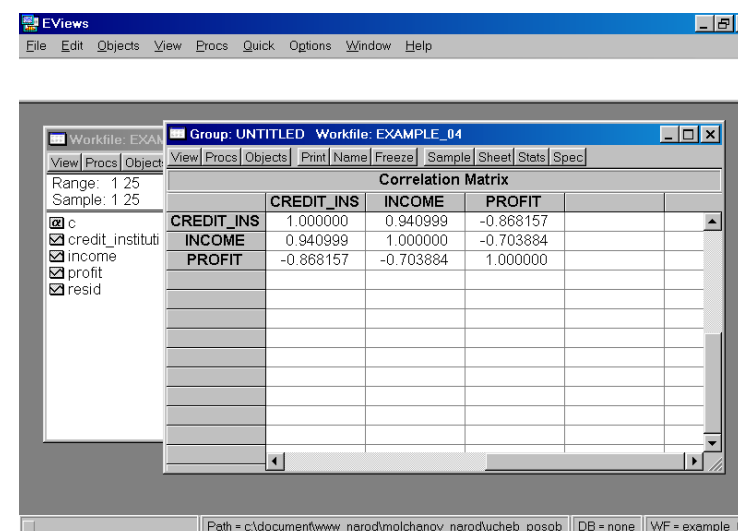 EViews
File Edit Objects View Procs Quick Options Window Help
Workfile: EXAM
View Procs Object
Range: 1 25
Sample: 1 25
c
credit_instituti
income
profit
resid
Group: UNTITLED Workfile: EXAMPLE_04
View Procs Objects Print Name Freeze Sample Sheet Stats Spec
Correlation Matrix
CREDIT_INS INCOME PROFIT
CREDIT_INS 1.000000 0.940999 -0.868157
INCOME 0.940999 1.000000 -0.703884
PROFIT -0.868157 -0.703884 1.000000
Path = c:\document\www_narod\molchanov_narod\ucheb_posob DB = none WF = example